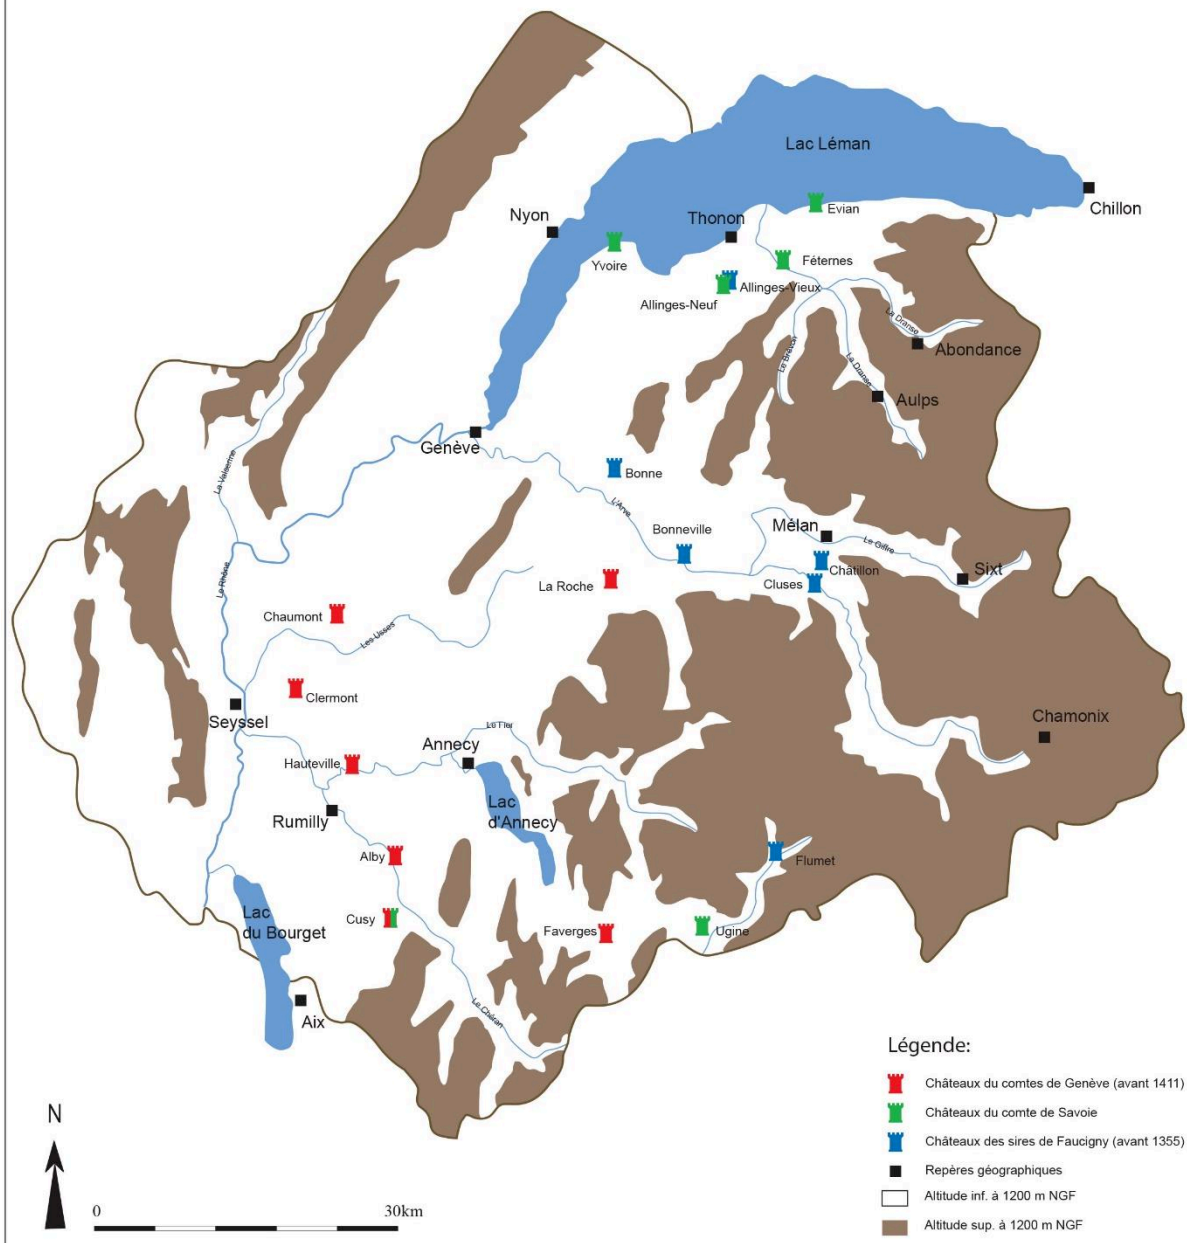 Lac Léman
Chillon
Nyon
Evian
Thonon
Yvoire
Féternes
Allinges-Vieux
Allinges-Neuf
La Dranse
Abondance
Le Brevon
La Dranse
Aulps
Genève
La Valserine
Bonne
L'Arve
Bonneville
Mélan
Le Giffre
Châtillon
Sixt
Cluses
La Roche
Le Rhône
Chaumont
Les Usses
Clermont
Seyssel
Chamonix
Le Fier
Annecy
Hauteville
Lac
d'Annecy
Rumilly
Alby
Flumet
Cusy
Lac
du Bourget
Faverges
Ugine
Le Chéran
Aix
Légende:
Châteaux du comtes de Genève (avant 1411)
Châteaux du comte de Savoie
Châteaux des sires de Faucigny (avant 1355)
Repères géographiques
Altitude inf. à 1200 m NGF
Altitude sup. à 1200 m NGF
N
0 30km